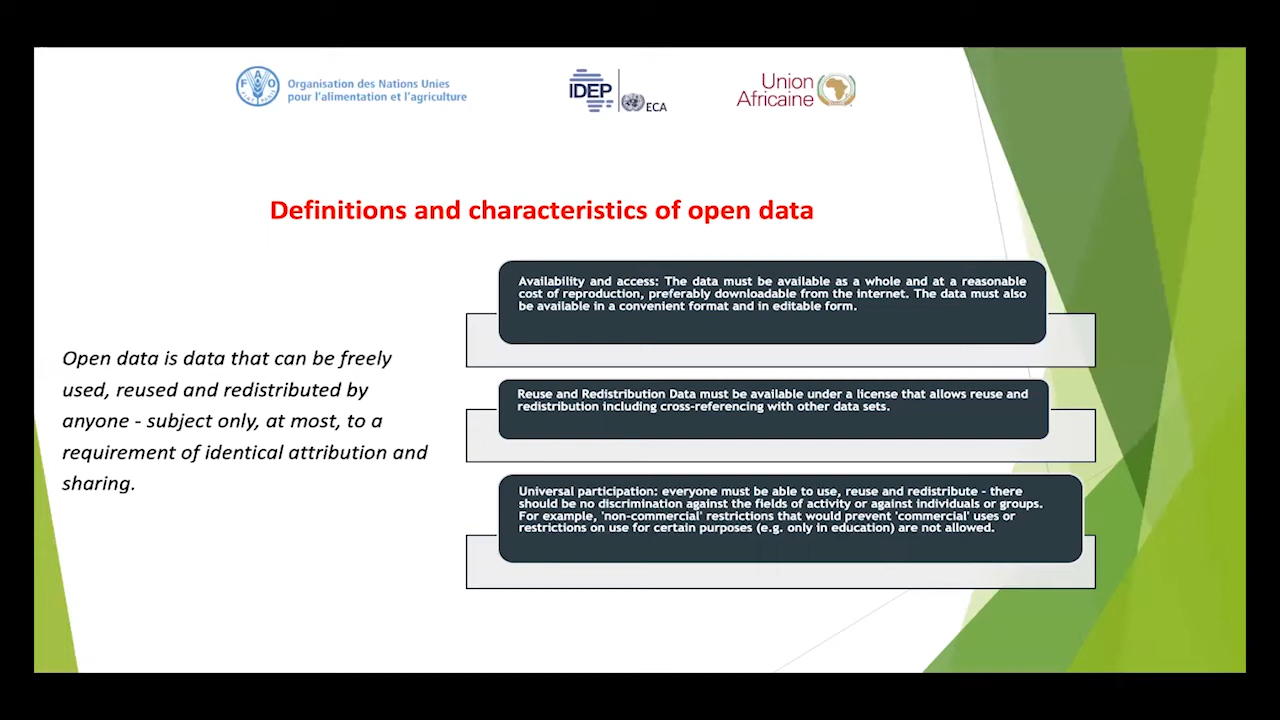 FAO
Organisation des Nations Unies
pour l'alimentation et l'agriculture
IDEP
ECA
Union
Africaine
Definitions and characteristics of open data
Open data is data that can be freely
used, reused and redistributed by
anyone - subject only, at most, to a
requirement of identical attribution and
sharing.
Availability and access: The data must be available as a whole and at a reasonable
cost of reproduction, preferably downloadable from the internet. The data must also
be available in a convenient format and in editable form.
Reuse and Redistribution Data must be available under a license that allows reuse and
redistribution including cross-referencing with other data sets.
Universal participation: everyone must be able to use, reuse and redistribute - there
should be no discrimination against the fields of activity or against individuals or groups.
For example, 'non-commercial' restrictions that would prevent 'commercial' uses or
restrictions on use for certain purposes (e.g. only in education) are not allowed.